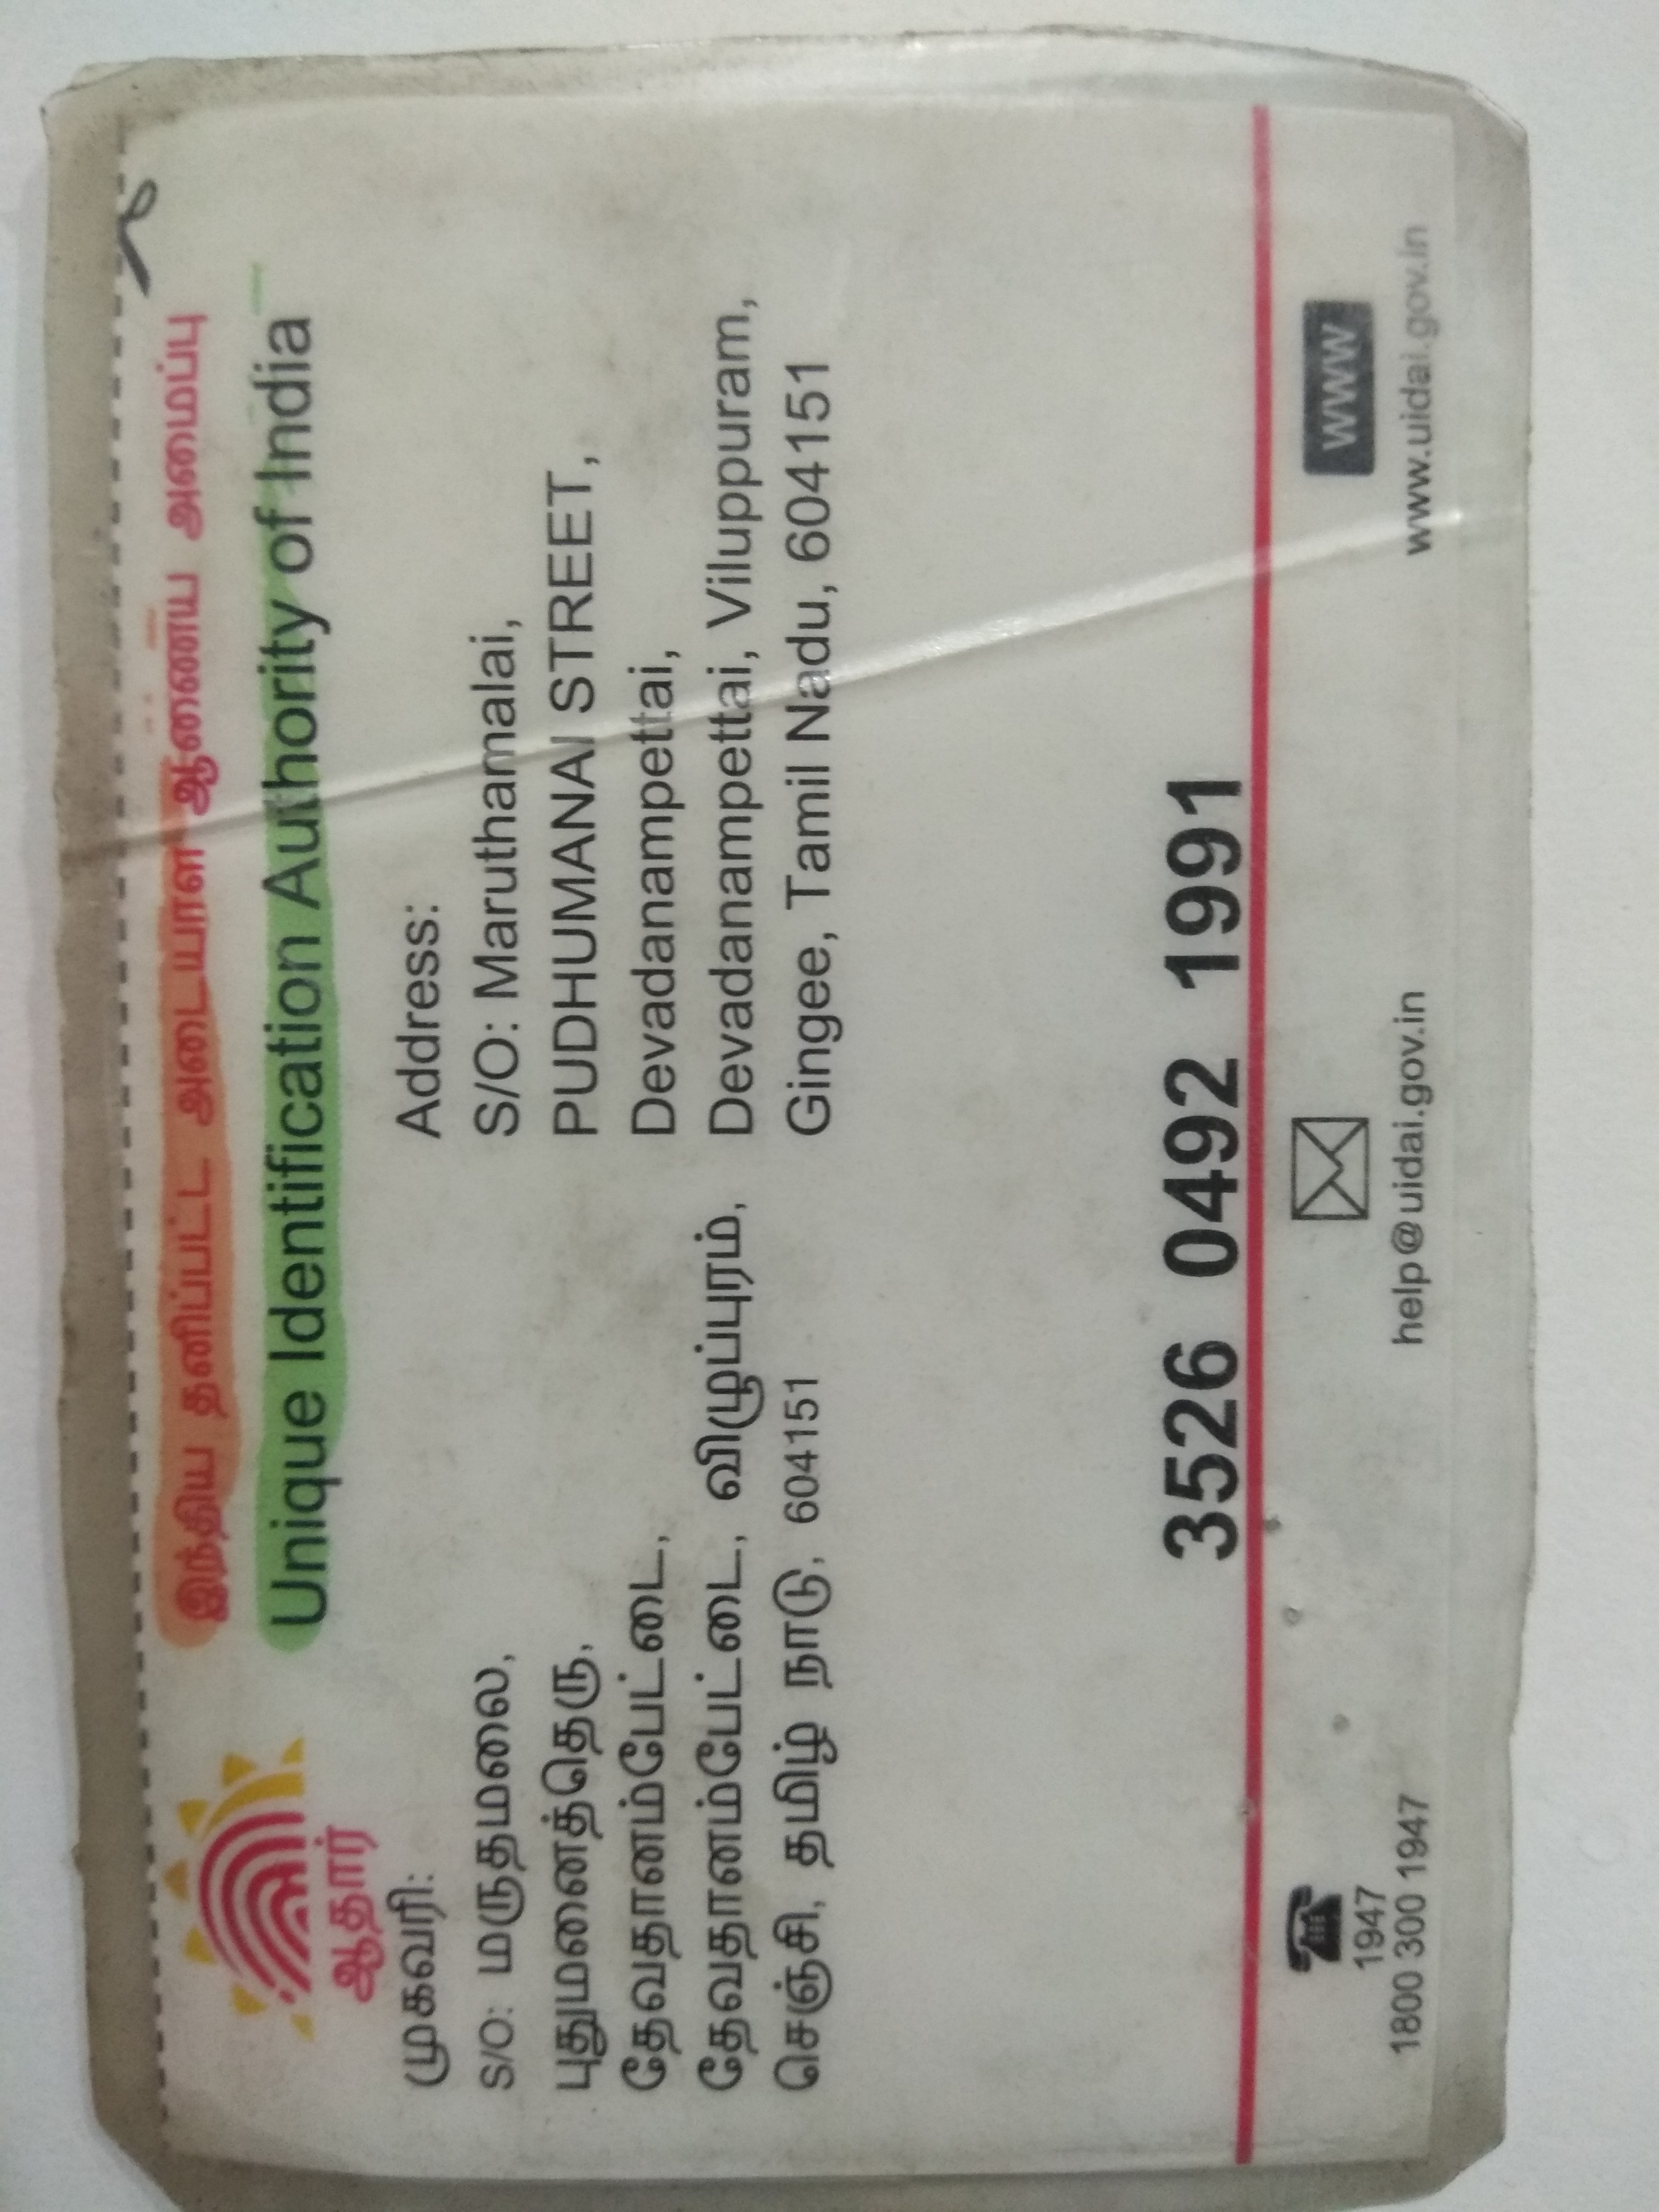 இந்திய தனிப்பட்ட அடையாள ஆணைய அமைப்பு
Unique Identification Authority of India
ஆதார்
முகவரி:
S/O: மருதமலை,
புதுமனைத்தெரு,
தேவதானம்பேட்டை,
தேவதானம்பேட்டை, விழுப்புரம்,
செஞ்சி, தமிழ் நாடு, 604151
Address:
S/O: Maruthamalai,
PUDHUMANAI STREET,
Devadanampettai,
Devadanampettai, Viluppuram,
Gingee, Tamil Nadu, 604151
3526 0492 1991
1947
1800 300 1947
help@uidai.gov.in
WWW
www.uidai.gov.in